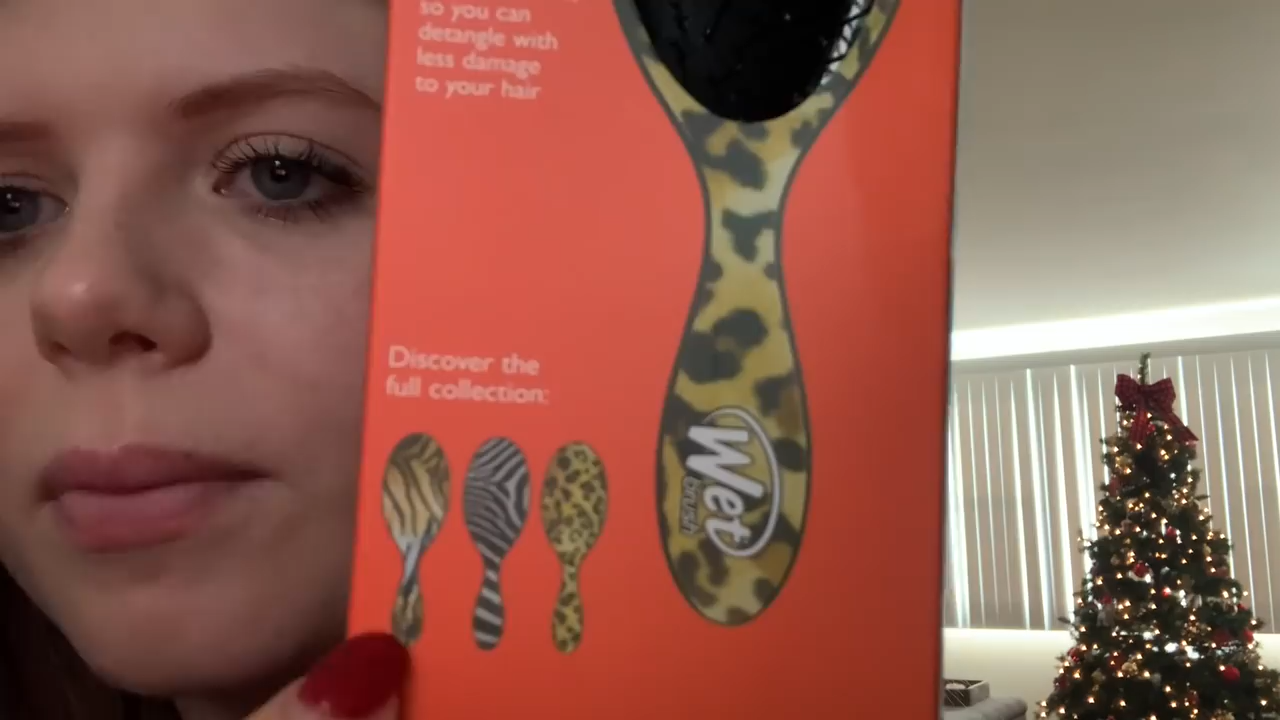 so you can
detangle with
less damage
to your hair
Discover the
full collection:
Wet
brush